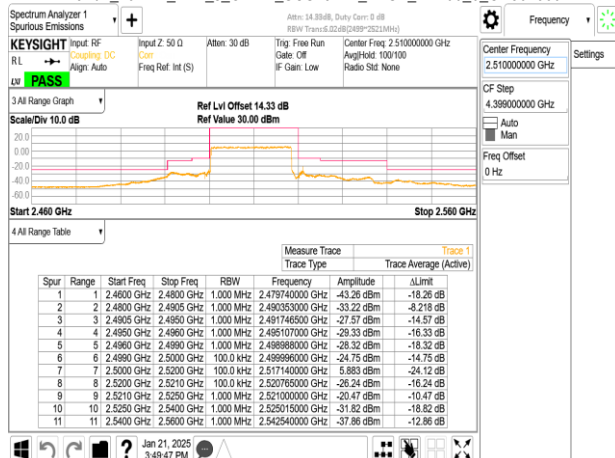 Spectrum Analyzer 1
Spurious Emissions
Attn: 14.33dB, Duty Corr: 0 dB
RBW Trans:6.02dB(2499~2521MHz)
Frequency
Settings
KEYSIGHT
Input: RF
Coupling: DC
Align: Auto
Input Z: 50 Ω
Corr
Freq Ref: Int (S)
Atten: 30 dB
Trig: Free Run
Gate: Off
IF Gain: Low
Center Freq: 2.510000000 GHz
Avg|Hold: 100/100
Radio Std: None
RL
LXI
PASS
Center Frequency
2.510000000 GHz
CF Step
4.399000000 GHz
Auto
Man
Freq Offset
0 Hz
3 All Range Graph
Ref Lvl Offset 14.33 dB
Scale/Div 10.0 dB
Ref Value 30.00 dBm
20.0
0.00
-20.0
-40.0
-60.0
Start 2.460 GHz
Stop 2.560 GHz
4 All Range Table
Measure Trace Trace 1
Trace Type Trace Average (Active)
Spur Range Start Freq Stop Freq RBW Frequency Amplitude ΔLimit
1 1 2.4600 GHz 2.4800 GHz 1.000 MHz 2.479740000 GHz -43.26 dBm -18.26 dB
2 2 2.4800 GHz 2.4905 GHz 1.000 MHz 2.490353000 GHz -33.22 dBm -8.218 dB
3 3 2.4905 GHz 2.4950 GHz 1.000 MHz 2.491746500 GHz -27.57 dBm -14.57 dB
4 4 2.4950 GHz 2.4960 GHz 1.000 MHz 2.495107000 GHz -29.33 dBm -16.33 dB
5 5 2.4960 GHz 2.4990 GHz 1.000 MHz 2.498988000 GHz -28.32 dBm -18.32 dB
6 6 2.4990 GHz 2.5000 GHz 100.0 kHz 2.499996000 GHz -24.75 dBm -14.75 dB
7 7 2.5000 GHz 2.5200 GHz 100.0 kHz 2.517140000 GHz 5.883 dBm -24.12 dB
8 8 2.5200 GHz 2.5210 GHz 100.0 kHz 2.520765000 GHz -26.24 dBm -16.24 dB
9 9 2.5210 GHz 2.5250 GHz 1.000 MHz 2.521000000 GHz -20.47 dBm -10.47 dB
10 10 2.5250 GHz 2.5400 GHz 1.000 MHz 2.525015000 GHz -31.82 dBm -18.82 dB
11 11 2.5400 GHz 2.5600 GHz 1.000 MHz 2.542540000 GHz -37.86 dBm -12.86 dB
Jan 21, 2025
3:49:47 PM